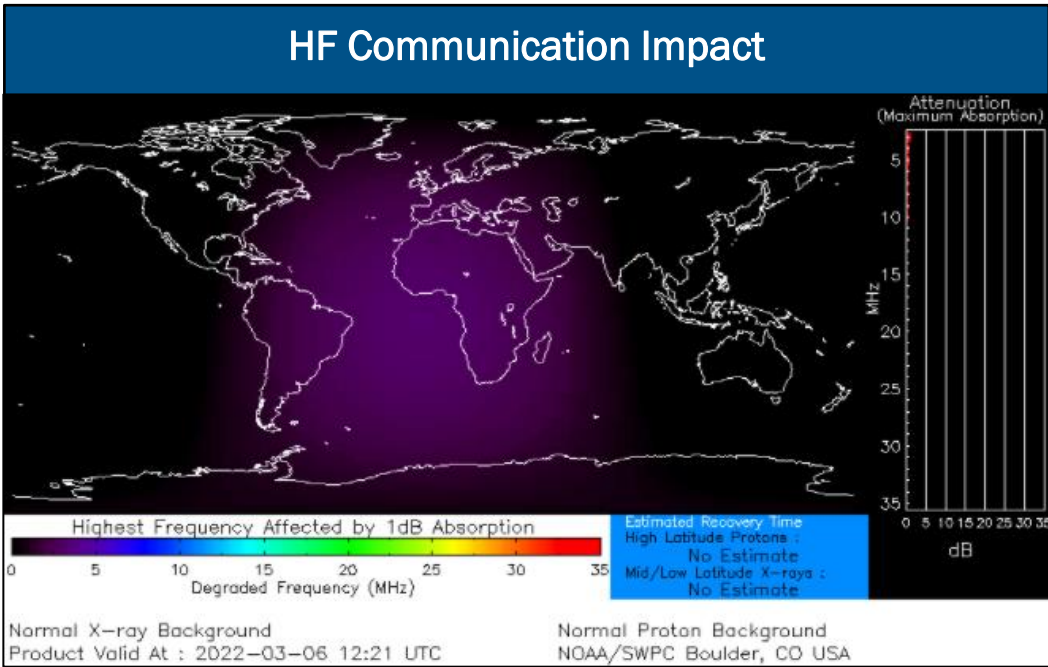 HF Communication Impact
Attenuation
(Maximum Absorption)
5
10
15
MHz
20
25
30
35
0 5 10 15 20 25 30 35
dB
Highest Frequency Affected by 1dB Absorption
0 5 10 15 20 25 30 35
Degraded Frequency (MHz)
Estimated Recovery Time
High Latitude Protons :
No Estimate
Mid/Low Latitude X-rays :
No Estimate
Normal X-ray Background
Normal Proton Background
Product Valid At : 2022-03-06 12:21 UTC
NOAA/SWPC Boulder, CO USA